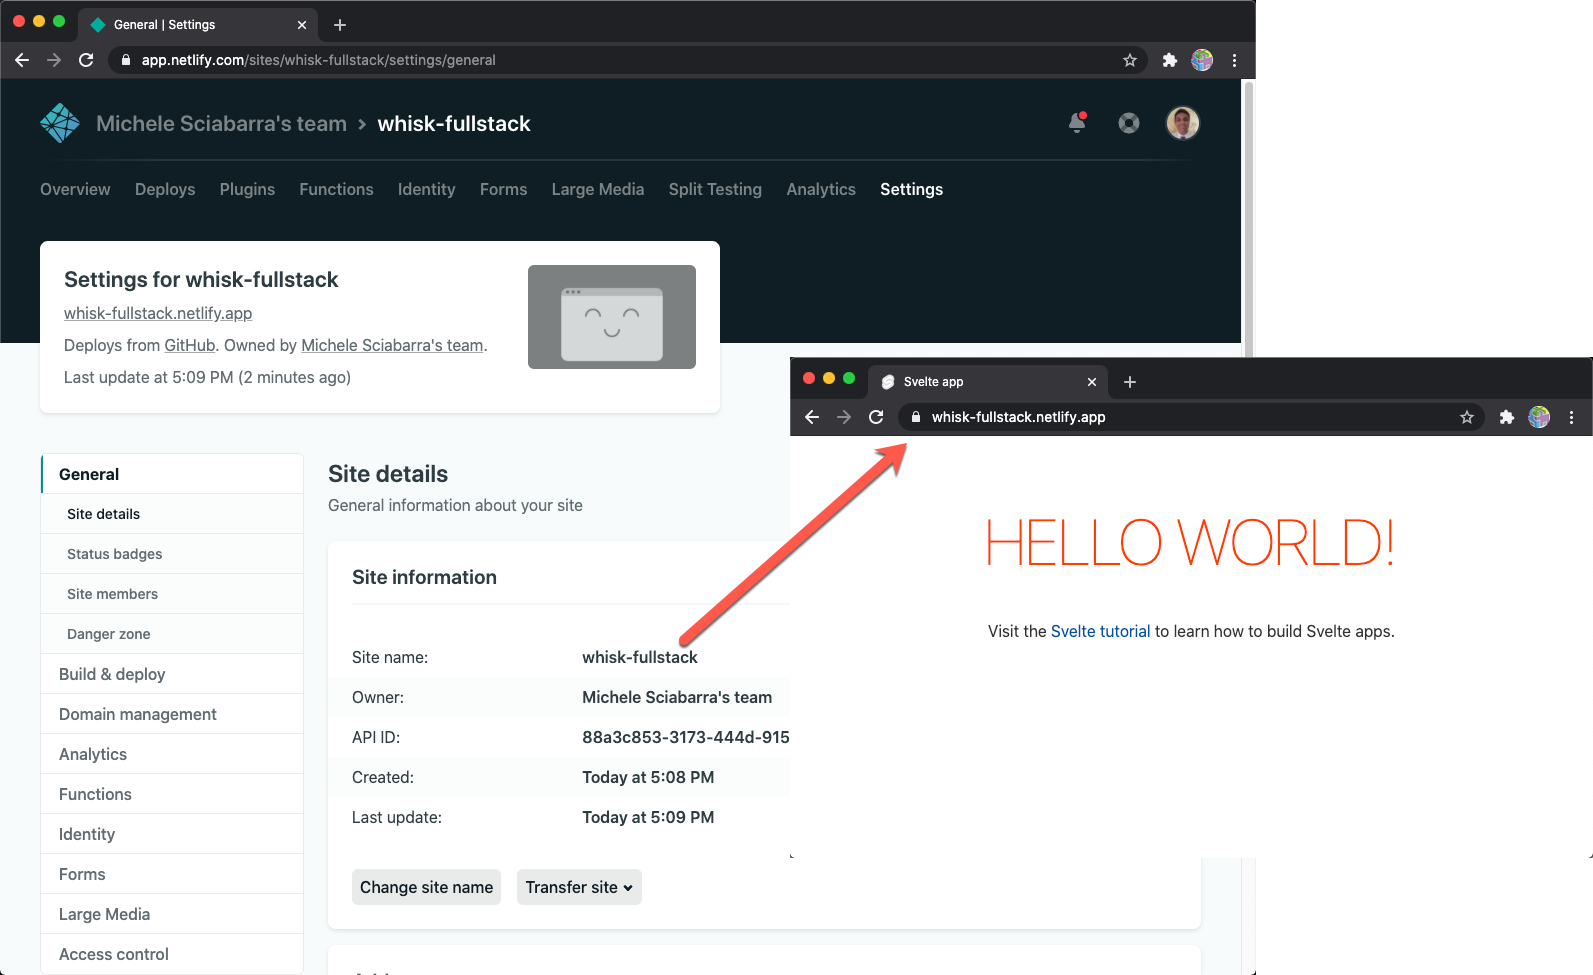 General | Settings
app.netlify.com/sites/whisk-fullstack/settings/general
Michele Sciabarra's team > whisk-fullstack
Overview Deploys Plugins Functions Identity Forms Large Media Split Testing Analytics Settings
Settings for whisk-fullstack
whisk-fullstack.netlify.app
Deploys from GitHub. Owned by Michele Sciabarra's team.
Last update at 5:09 PM (2 minutes ago)
General
Site details
Status badges
Site members
Danger zone
Build & deploy
Domain management
Analytics
Functions
Identity
Forms
Large Media
Access control
Site details
General information about your site
Site information
Site name: whisk-fullstack
Owner: Michele Sciabarra's team
API ID: 88a3c853-3173-444d-915
Created: Today at 5:08 PM
Last update: Today at 5:09 PM
Change site name Transfer site
Svelte app
whisk-fullstack.netlify.app
HELLO WORLD!
Visit the Svelte tutorial to learn how to build Svelte apps.